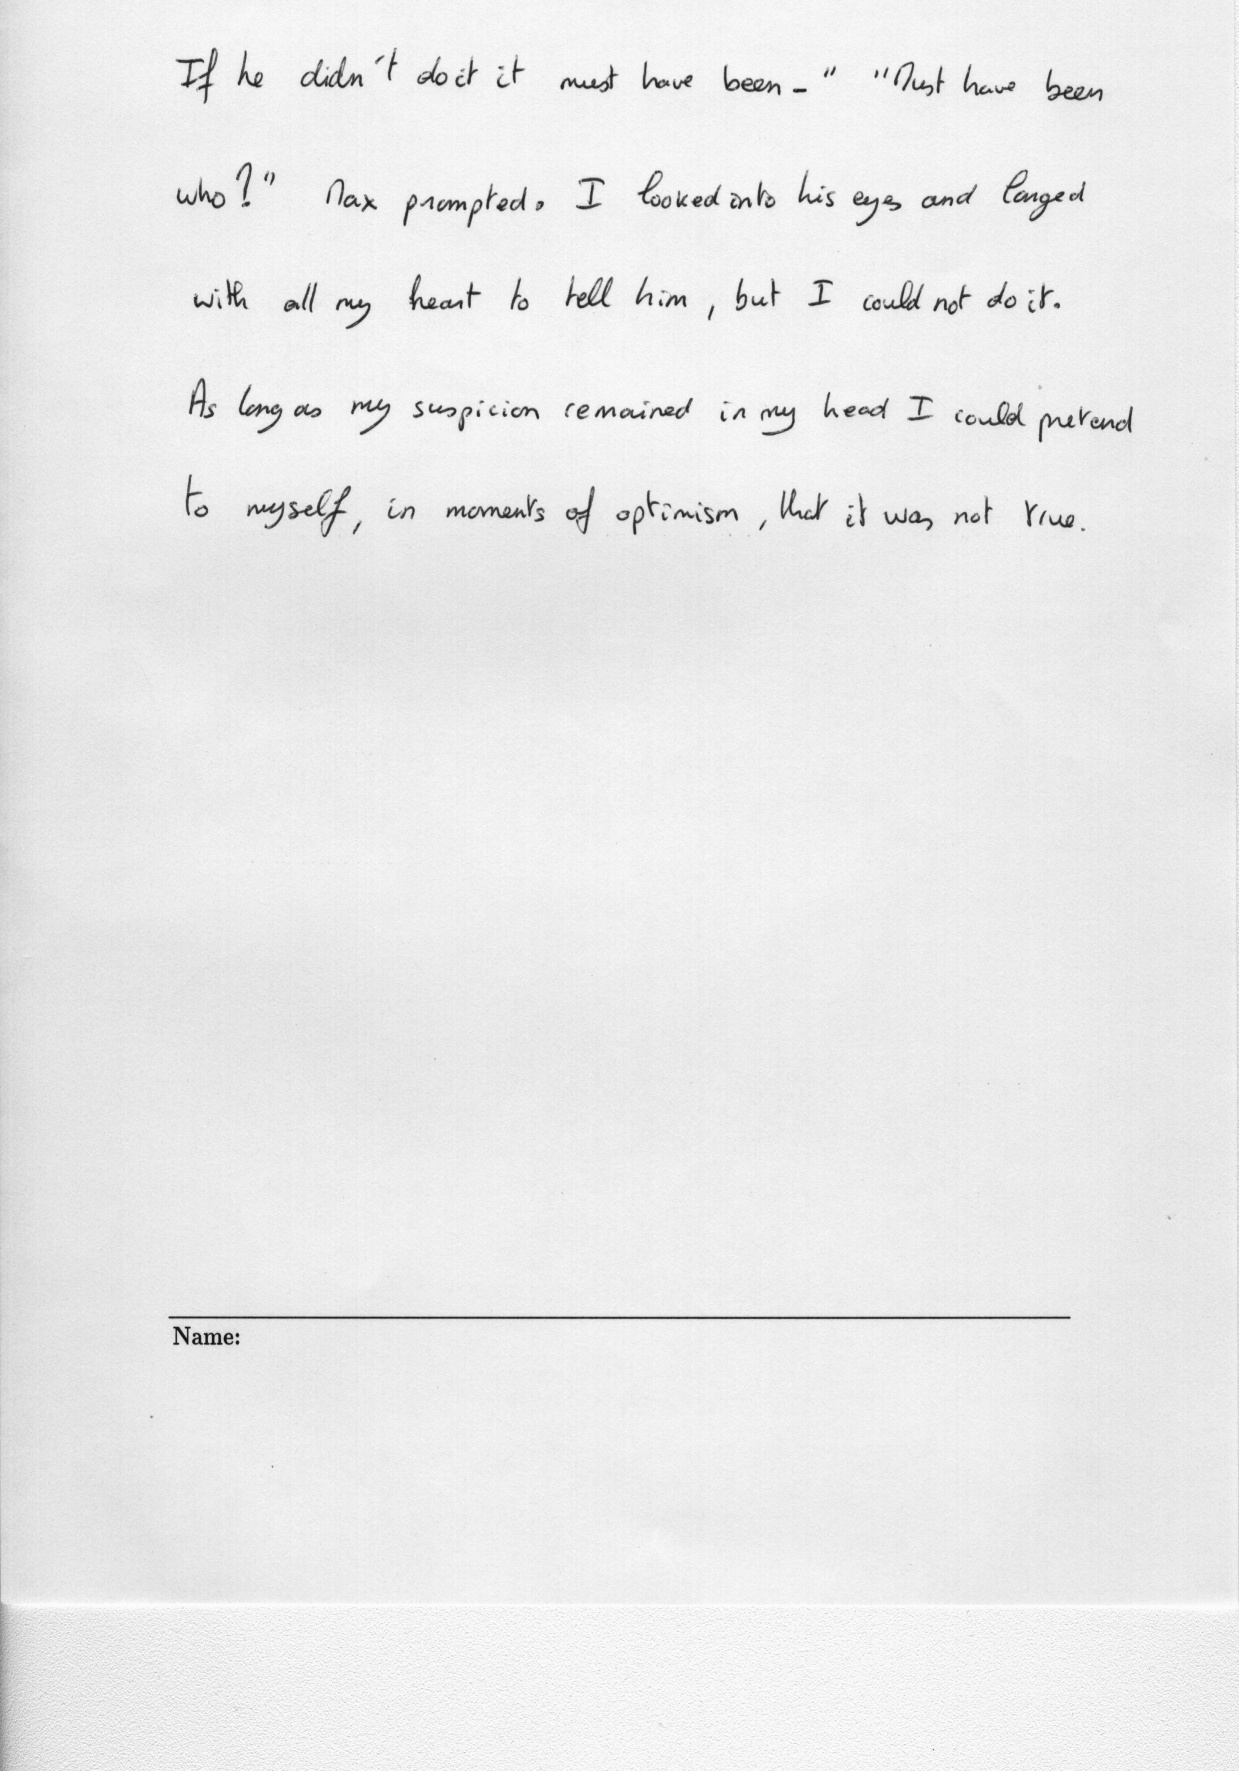 If he didn't do it it must have been - " "Must have been
who?" Max prompted. I looked into his eyes and longed
with all my heart to tell him, but I could not do it.
As long as my suspicion remained in my head I could pretend
to myself, in moments of optimism, that it was not true.
Name: